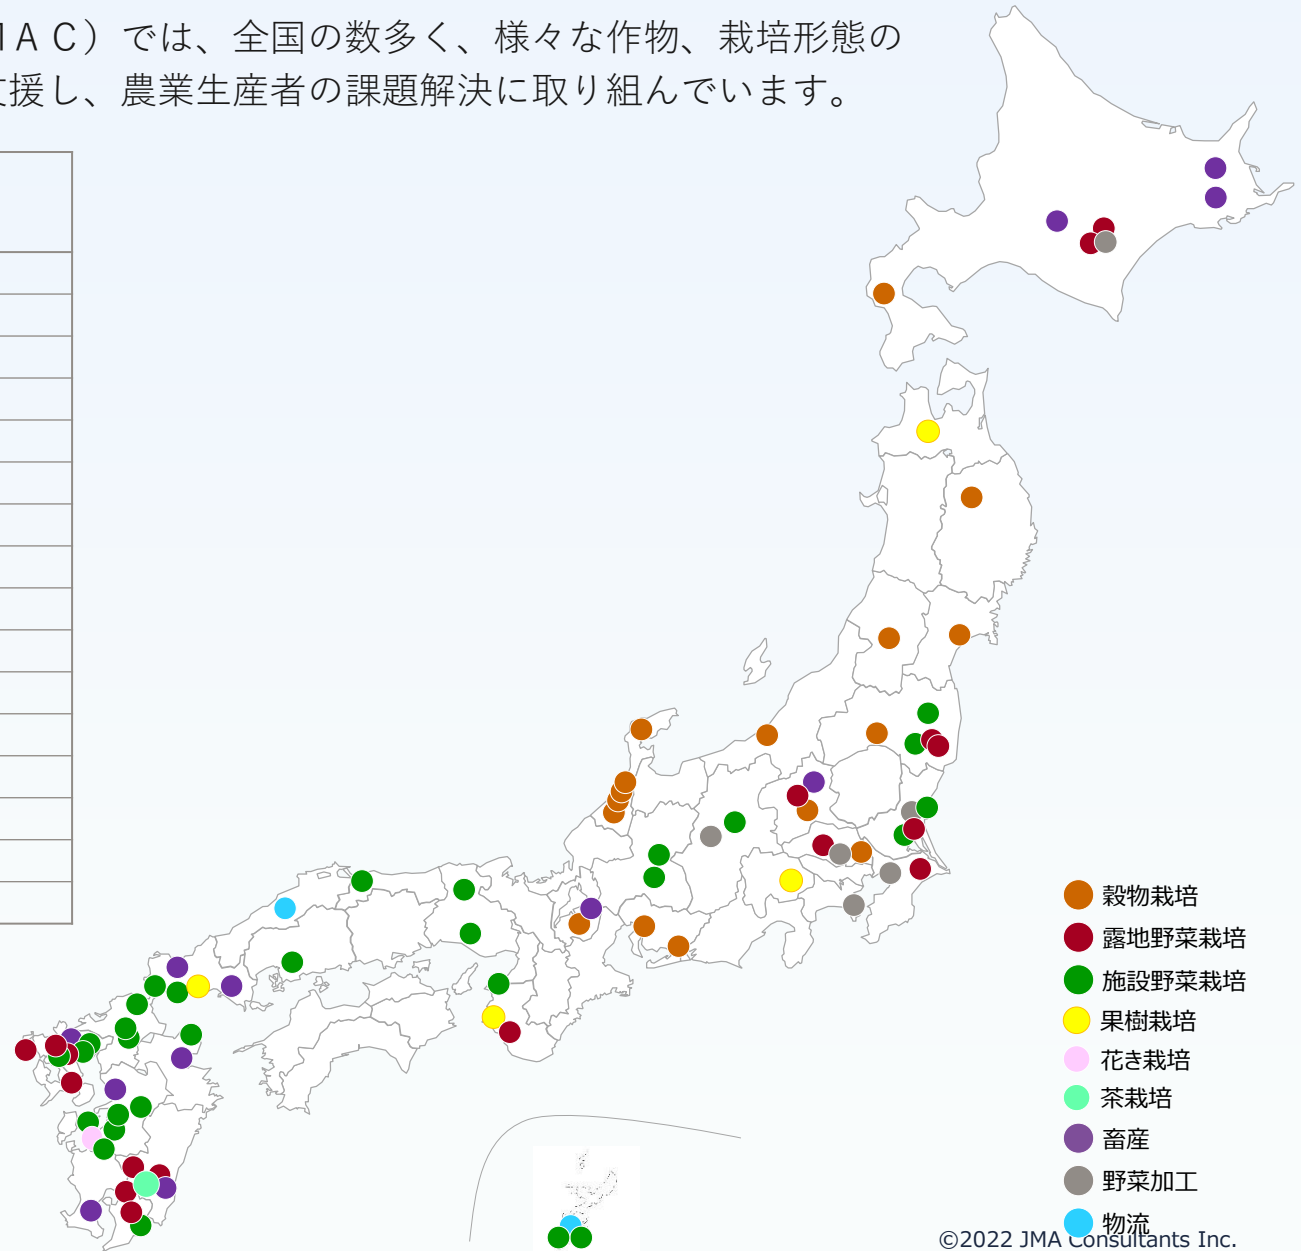 ＭＡＣ）では、全国の数多く、様々な作物、栽培形態の
支援し、農業生産者の課題解決に取り組んでいます。
穀物栽培
露地野菜栽培
施設野菜栽培
果樹栽培
花き栽培
茶栽培
畜産
野菜加工
物流
©2022 JMA Consultants Inc.